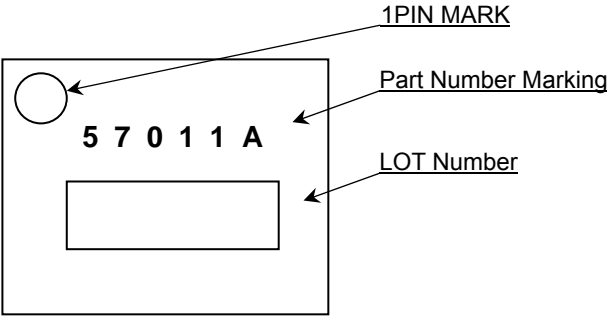 1PIN MARK
Part Number Marking
5 7 0 1 1 A
LOT Number